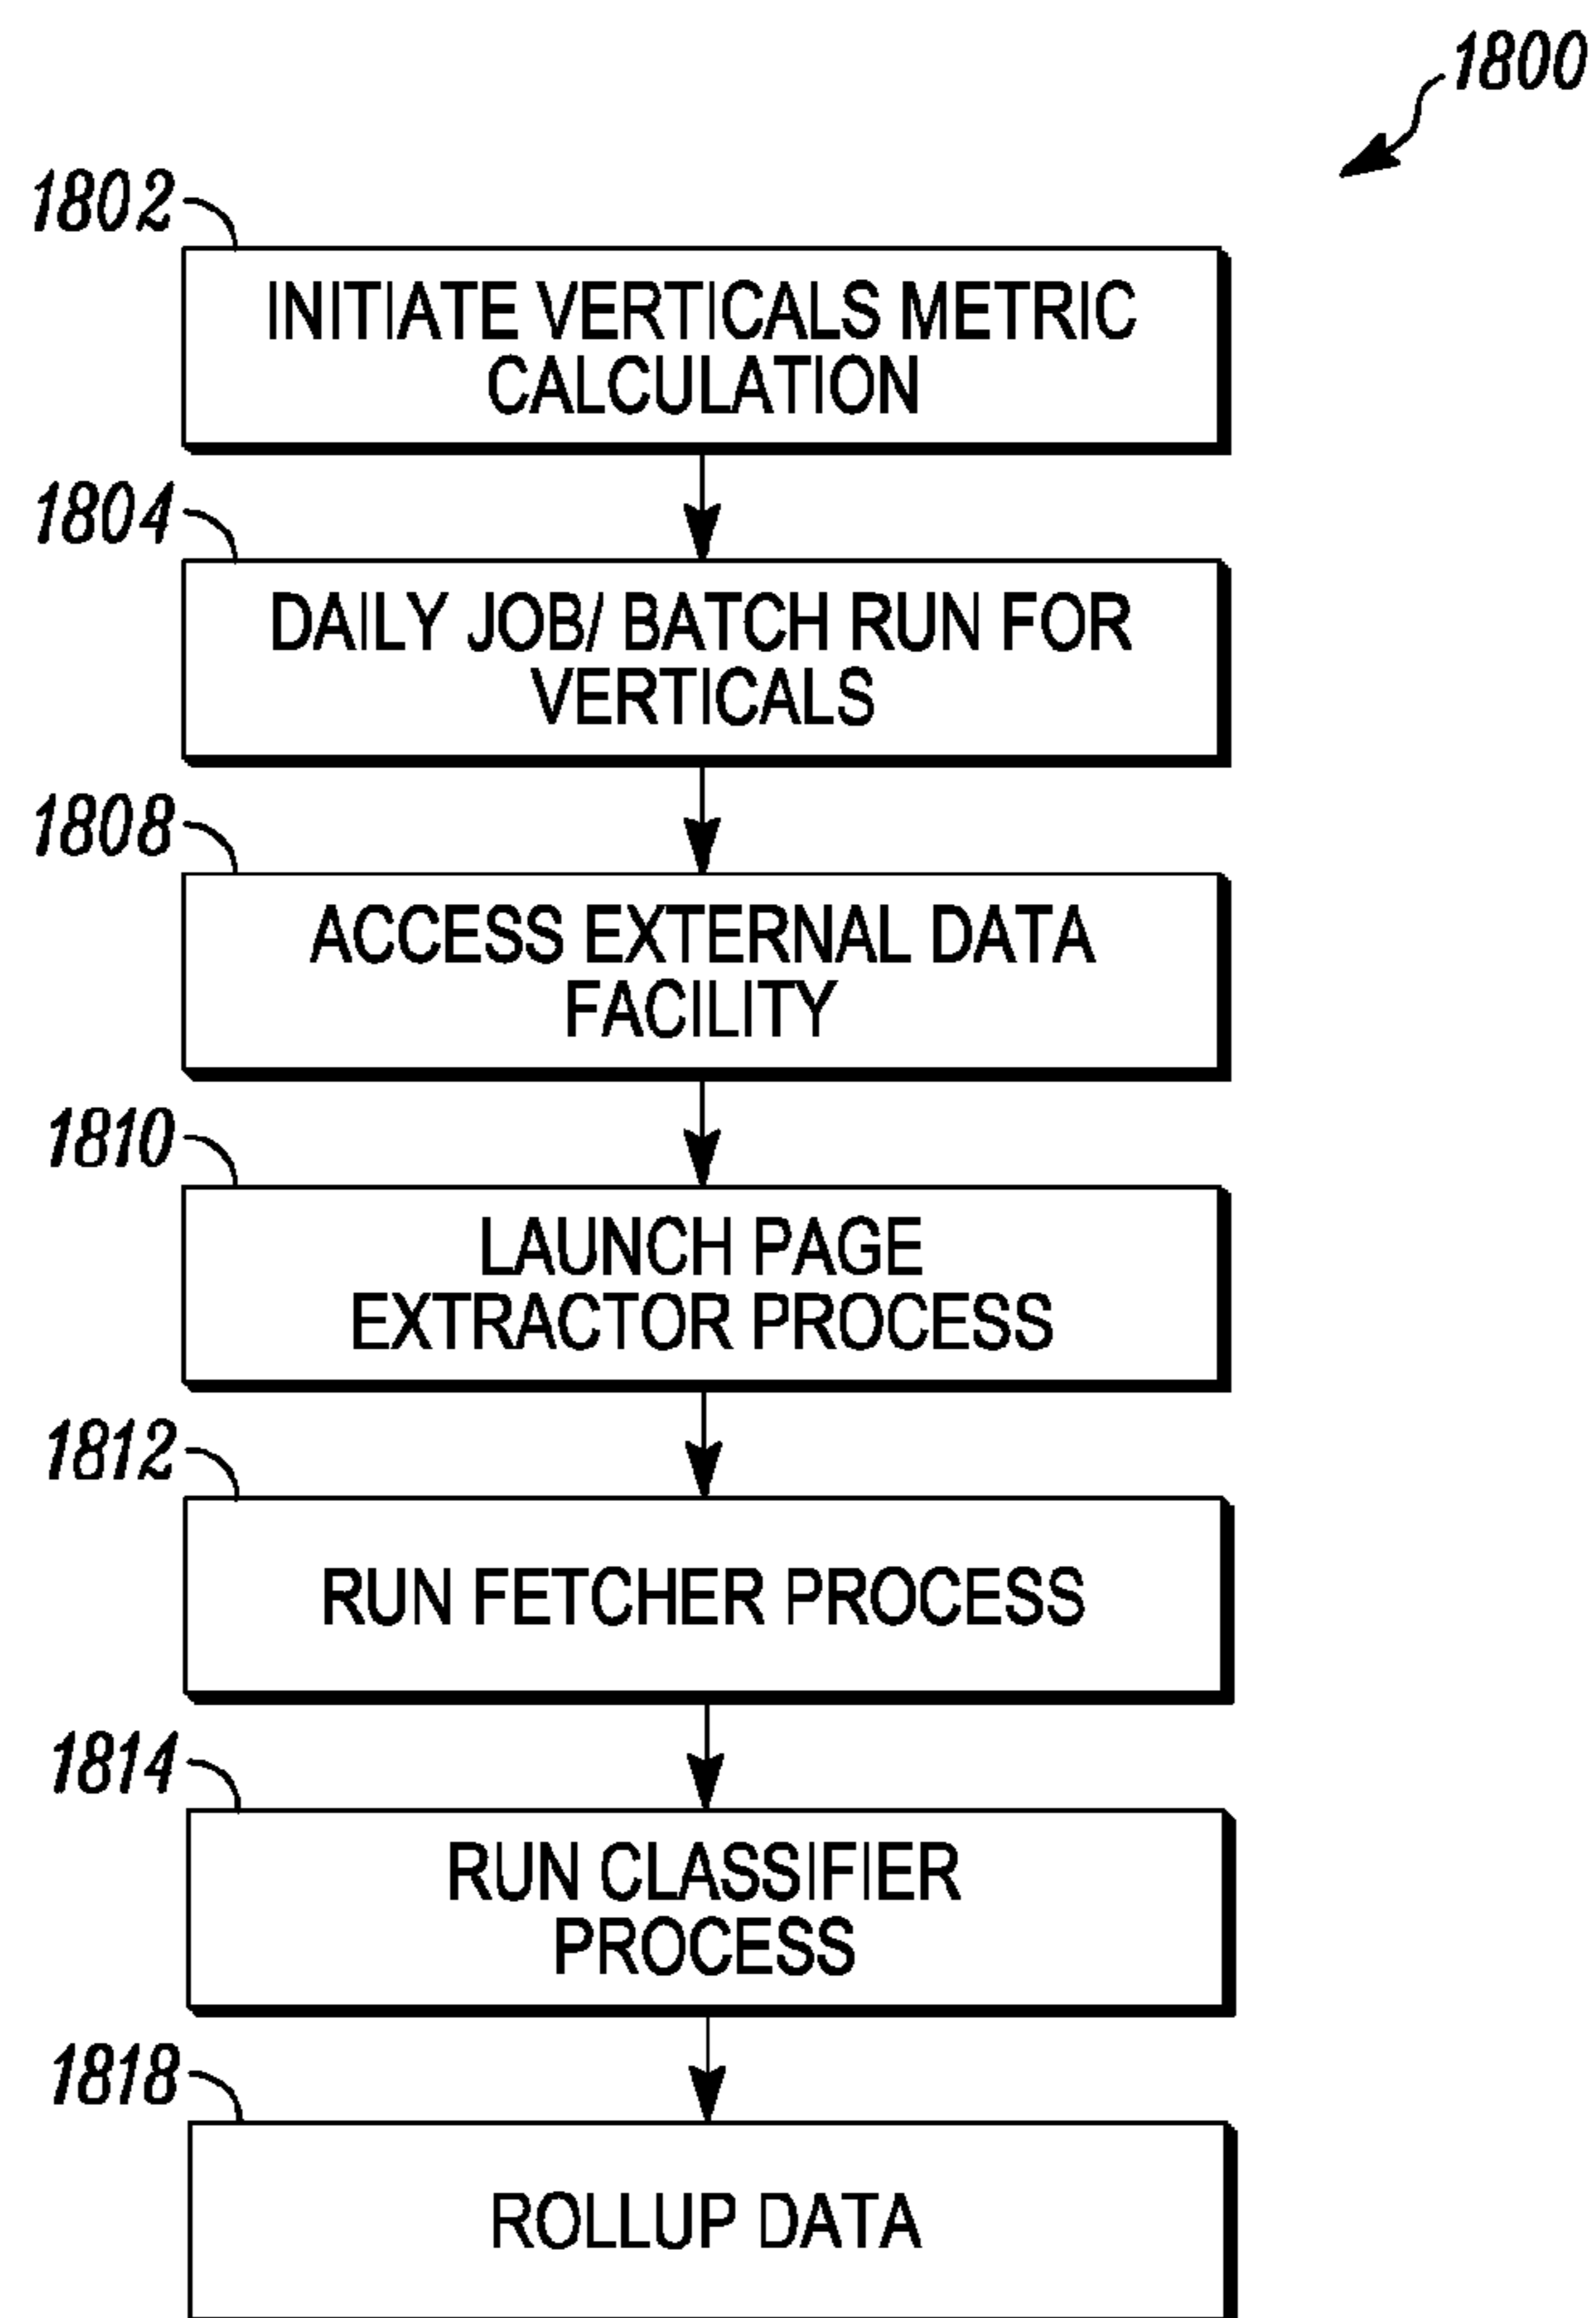 1800
1802
INITIATE VERTICALS METRIC
CALCULATION
1804
DAILY JOB/ BATCH RUN FOR
VERTICALS
1808
ACCESS EXTERNAL DATA
FACILITY
1810
LAUNCH PAGE
EXTRACTOR PROCESS
1812
RUN FETCHER PROCESS
1814
RUN CLASSIFIER
PROCESS
1818
ROLLUP DATA